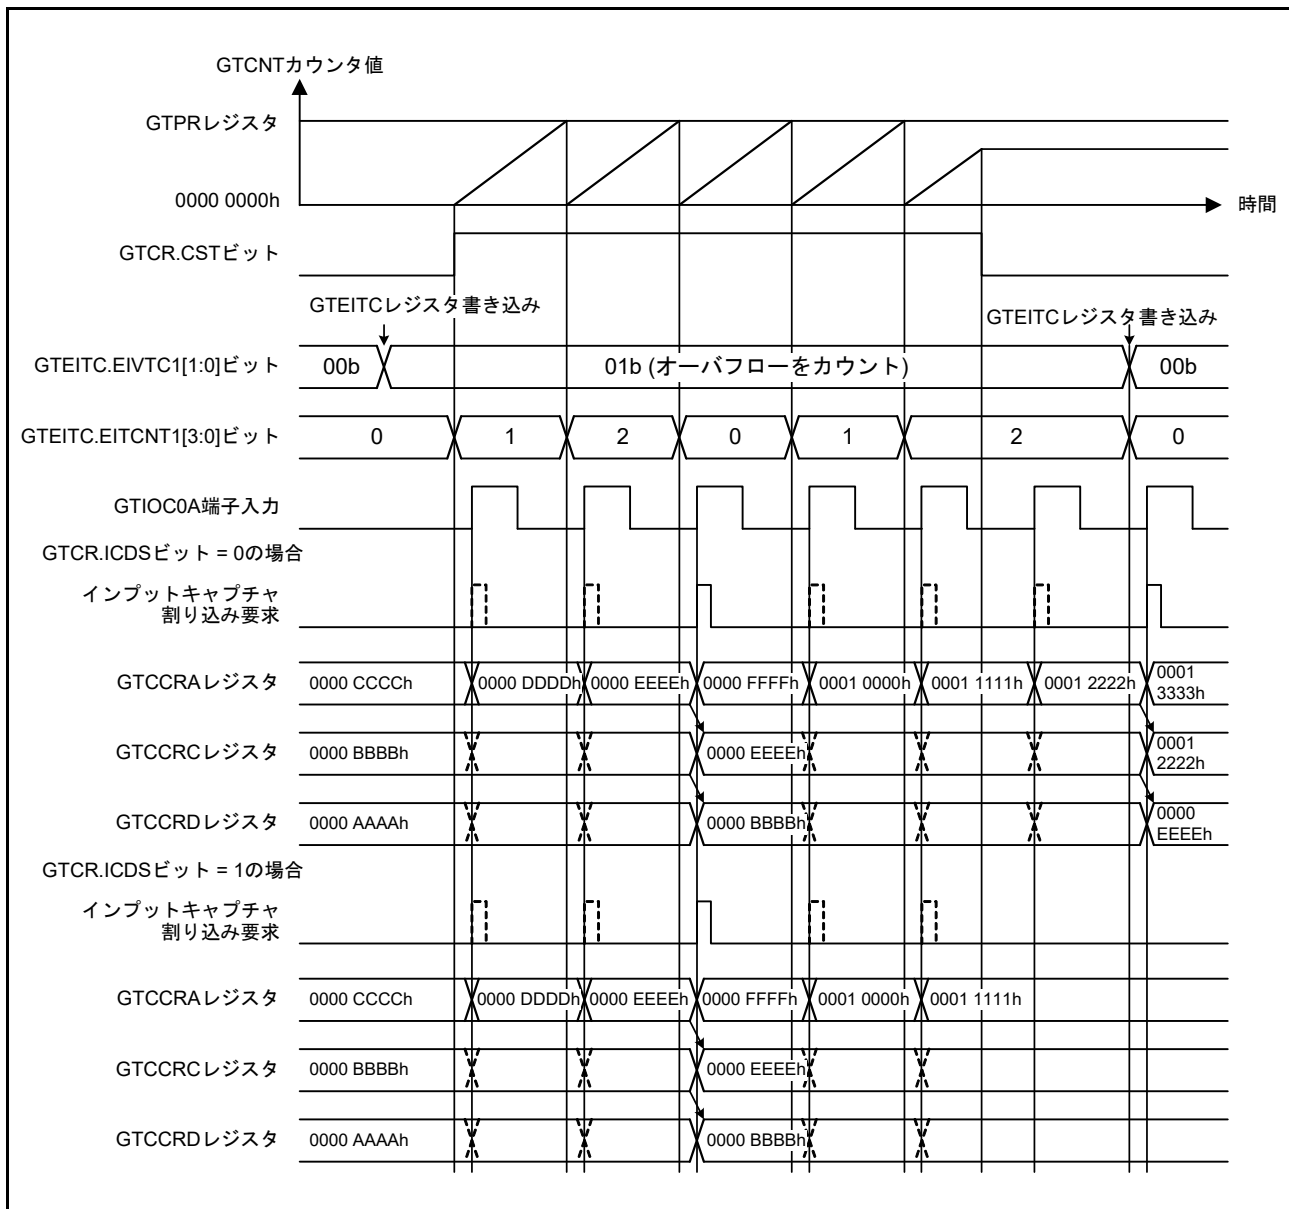 GTCNTカウンタ値
GTPRレジスタ
0000 0000h
時間
GTCR.CSTビット
GTEITCレジスタ書き込み
GTEITCレジスタ書き込み
GTEITC.EIVTC1[1:0]ビット
00b
01b (オーバフローをカウント)
00b
GTEITC.EITCNT1[3:0]ビット
0
1
2
0
1
2
0
GTIOC0A端子入力
GTCR.ICDSビット = 0の場合
インプットキャプチャ
割り込み要求
GTCCRAレジスタ
0000 CCCCh
0000 DDDDh
0000 EEEEh
0000 FFFFh
0001 0000h
0001 1111h
0001 2222h
0001
3333h
GTCCRCレジスタ
0000 BBBBh
0000 EEEEh
0001
2222h
GTCCRDレジスタ
0000 AAAAh
0000 BBBBh
0000
EEEEh
GTCR.ICDSビット = 1の場合
インプットキャプチャ
割り込み要求
GTCCRAレジスタ
0000 CCCCh
0000 DDDDh
0000 EEEEh
0000 FFFFh
0001 0000h
0001 1111h
GTCCRCレジスタ
0000 BBBBh
0000 EEEEh
GTCCRDレジスタ
0000 AAAAh
0000 BBBBh